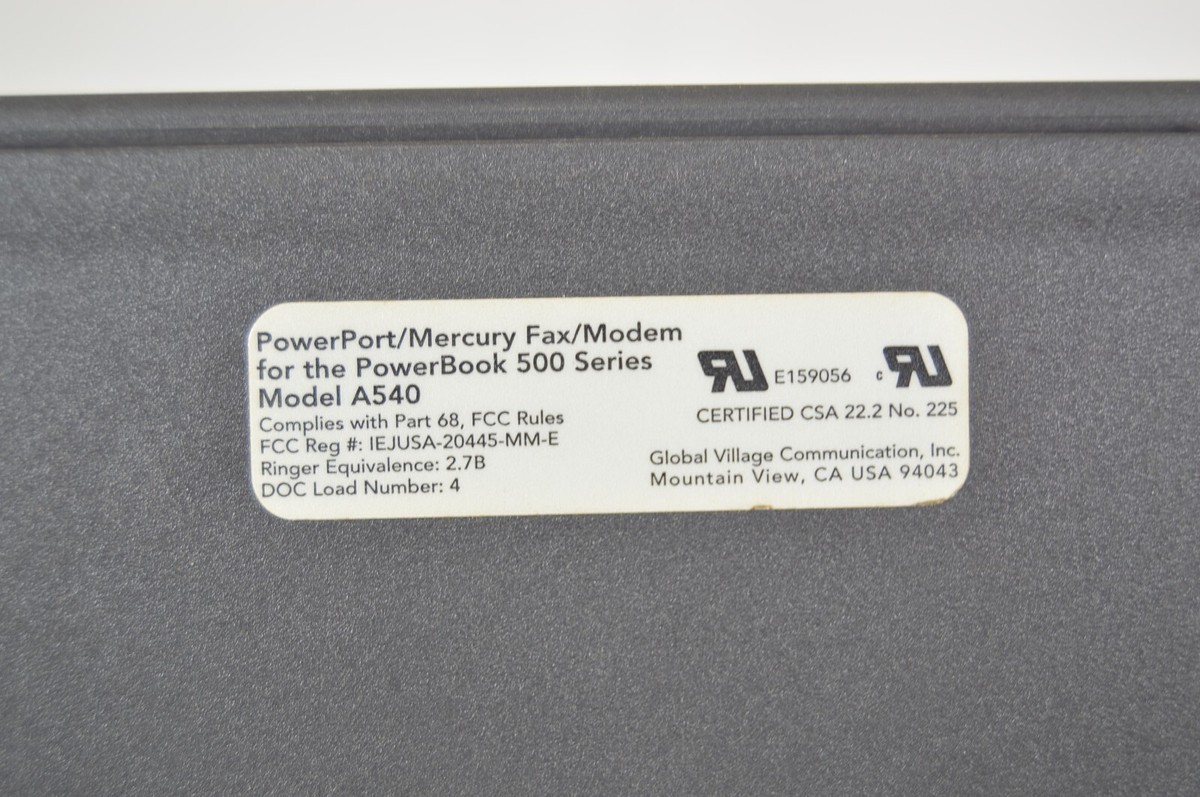 PowerPort/Mercury Fax/Modem
for the PowerBook 500 Series
Model A540
Complies with Part 68, FCC Rules
FCC Reg #: IEJUSA-20445-MM-E
Ringer Equivalence: 2.7B
DOC Load Number: 4
RU E159056 c RU
CERTIFIED CSA 22.2 No. 225
Global Village Communication, Inc.
Mountain View, CA USA 94043